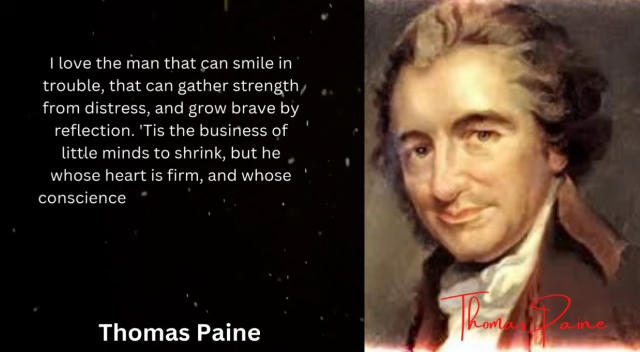 I love the man that can smile in
trouble, that can gather strength
from distress, and grow brave by
reflection. 'Tis the business of
little minds to shrink, but he
whose heart is firm, and whose
conscience
Thomas Paine
Thomas Paine